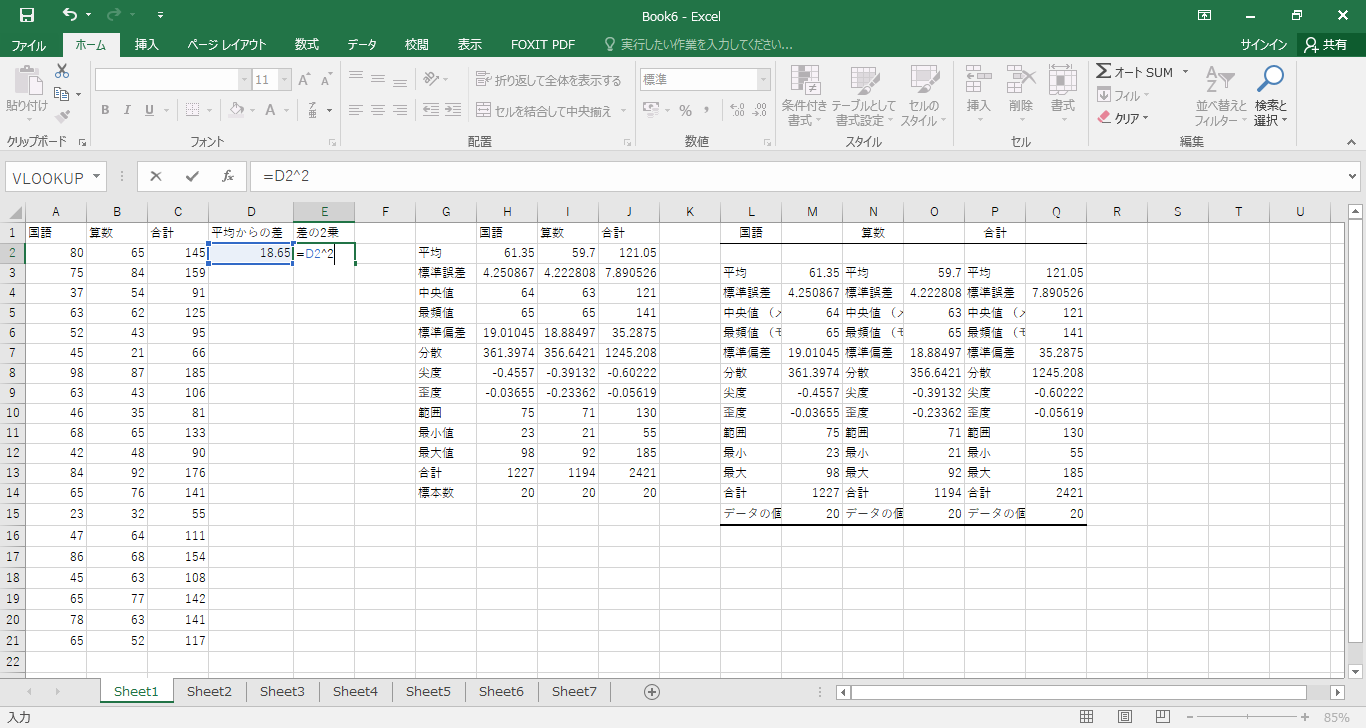 Book6 - Excel
ファイル ホーム 挿入 ページ レイアウト 数式 データ 校閲 表示 FOXIT PDF 実行したい作業を入力してください... サインイン 共有
貼り付け 11 折り返して全体を表示する 標準 条件付き書式 テーブルとして書式設定 セルのスタイル 挿入 削除 書式 Σ オート SUM 並べ替えとフィルター 検索と選択
B I U A セルを結合して中央揃え % フィル
クリア
クリップボード フォント 配置 数値 スタイル セル 編集
VLOOKUP fx =D2^2
A B C D E F G H I J K L M N O P Q R S T U
1 国語 算数 合計 平均からの差 差の2乗 国語 算数 合計 国語 算数 合計
2 80 65 145 18.65 =D2^2 平均 61.35 59.7 121.05
3 75 84 159 標準誤差 4.250867 4.222808 7.890526 平均 61.35 平均 59.7 平均 121.05
4 37 54 91 中央値 64 63 121 標準誤差 4.250867 標準誤差 4.222808 標準誤差 7.890526
5 63 62 125 最頻値 65 65 141 中央値 （メ 64 中央値 （メ 63 中央値 （メ 121
6 52 43 95 標準偏差 19.01045 18.88497 35.2875 最頻値 （モ 65 最頻値 （モ 65 最頻値 （モ 141
7 45 21 66 分散 361.3974 356.6421 1245.208 標準偏差 19.01045 標準偏差 18.88497 標準偏差 35.2875
8 98 87 185 尖度 -0.4557 -0.39132 -0.60222 分散 361.3974 分散 356.6421 分散 1245.208
9 63 43 106 歪度 -0.03655 -0.23362 -0.05619 尖度 -0.4557 尖度 -0.39132 尖度 -0.60222
10 46 35 81 範囲 75 71 130 歪度 -0.03655 歪度 -0.23362 歪度 -0.05619
11 68 65 133 最小値 23 21 55 範囲 75 範囲 71 範囲 130
12 42 48 90 最大値 98 92 185 最小 23 最小 21 最小 55
13 84 92 176 合計 1227 1194 2421 最大 98 最大 92 最大 185
14 65 76 141 標本数 20 20 20 合計 1227 合計 1194 合計 2421
15 23 32 55 データの個 20 データの個 20 データの個 20
16 47 64 111
17 86 68 154
18 45 63 108
19 65 77 142
20 78 63 141
21 65 52 117
22
Sheet1 Sheet2 Sheet3 Sheet4 Sheet5 Sheet6 Sheet7
入力 85%